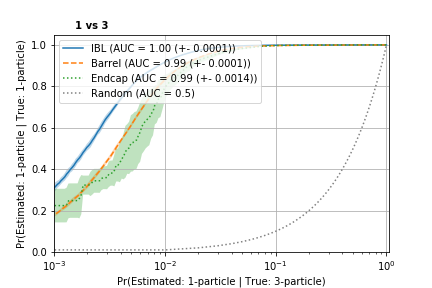 1 vs 3
1.0
0.8
0.6
0.4
0.2
0.0
Pr(Estimated: 1-particle | True: 1-particle)
IBL (AUC = 1.00 (+- 0.0001))
Barrel (AUC = 0.99 (+- 0.0001))
Endcap (AUC = 0.99 (+- 0.0014))
Random (AUC = 0.5)
10⁻³ 10⁻² 10⁻¹ 10⁰
Pr(Estimated: 1-particle | True: 3-particle)